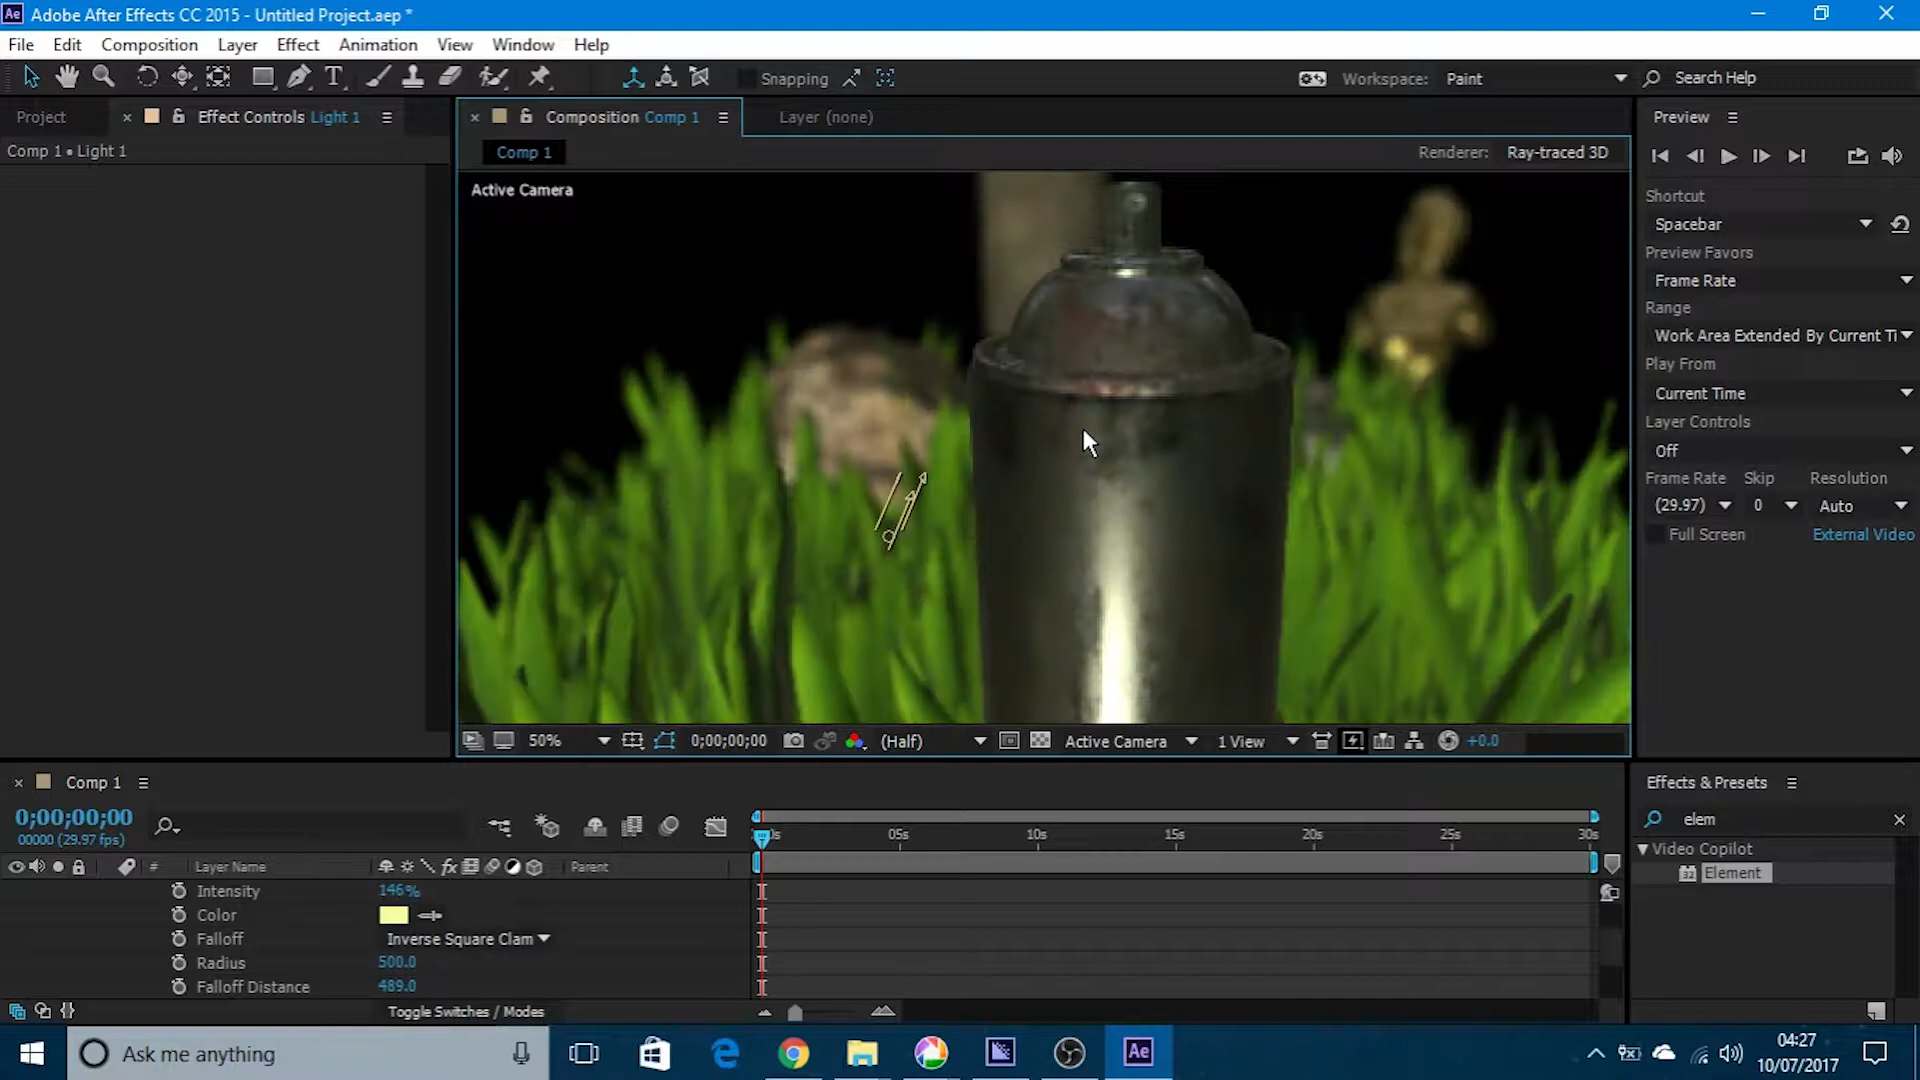 Ae Adobe After Effects CC 2015 - Untitled Project.aep *
File Edit Composition Layer Effect Animation View Window Help
Snapping Workspace: Paint Search Help
Project × Effect Controls Light 1 × Composition Comp 1 Layer (none) Preview
Comp 1 • Light 1
Comp 1 Renderer: Ray-traced 3D
Active Camera
Shortcut
Spacebar
Preview Favors
Frame Rate
Range
Work Area Extended By Current Ti
Play From
Current Time
Layer Controls
Off
Frame Rate Skip Resolution
(29.97) 0 Auto
Full Screen External Video
50% 0;00;00;00 (Half) Active Camera 1 View +0.0
× Comp 1 Effects & Presets
0;00;00;00
00000 (29.97 fps)
0s 05s 10s 15s 20s 25s 30s
elem
Video Copilot
32 Element
# Layer Name fx Parent
Intensity 146%
Color
Falloff Inverse Square Clam
Radius 500.0
Falloff Distance 489.0
Toggle Switches / Modes
Ask me anything Ae
04:27
10/07/2017